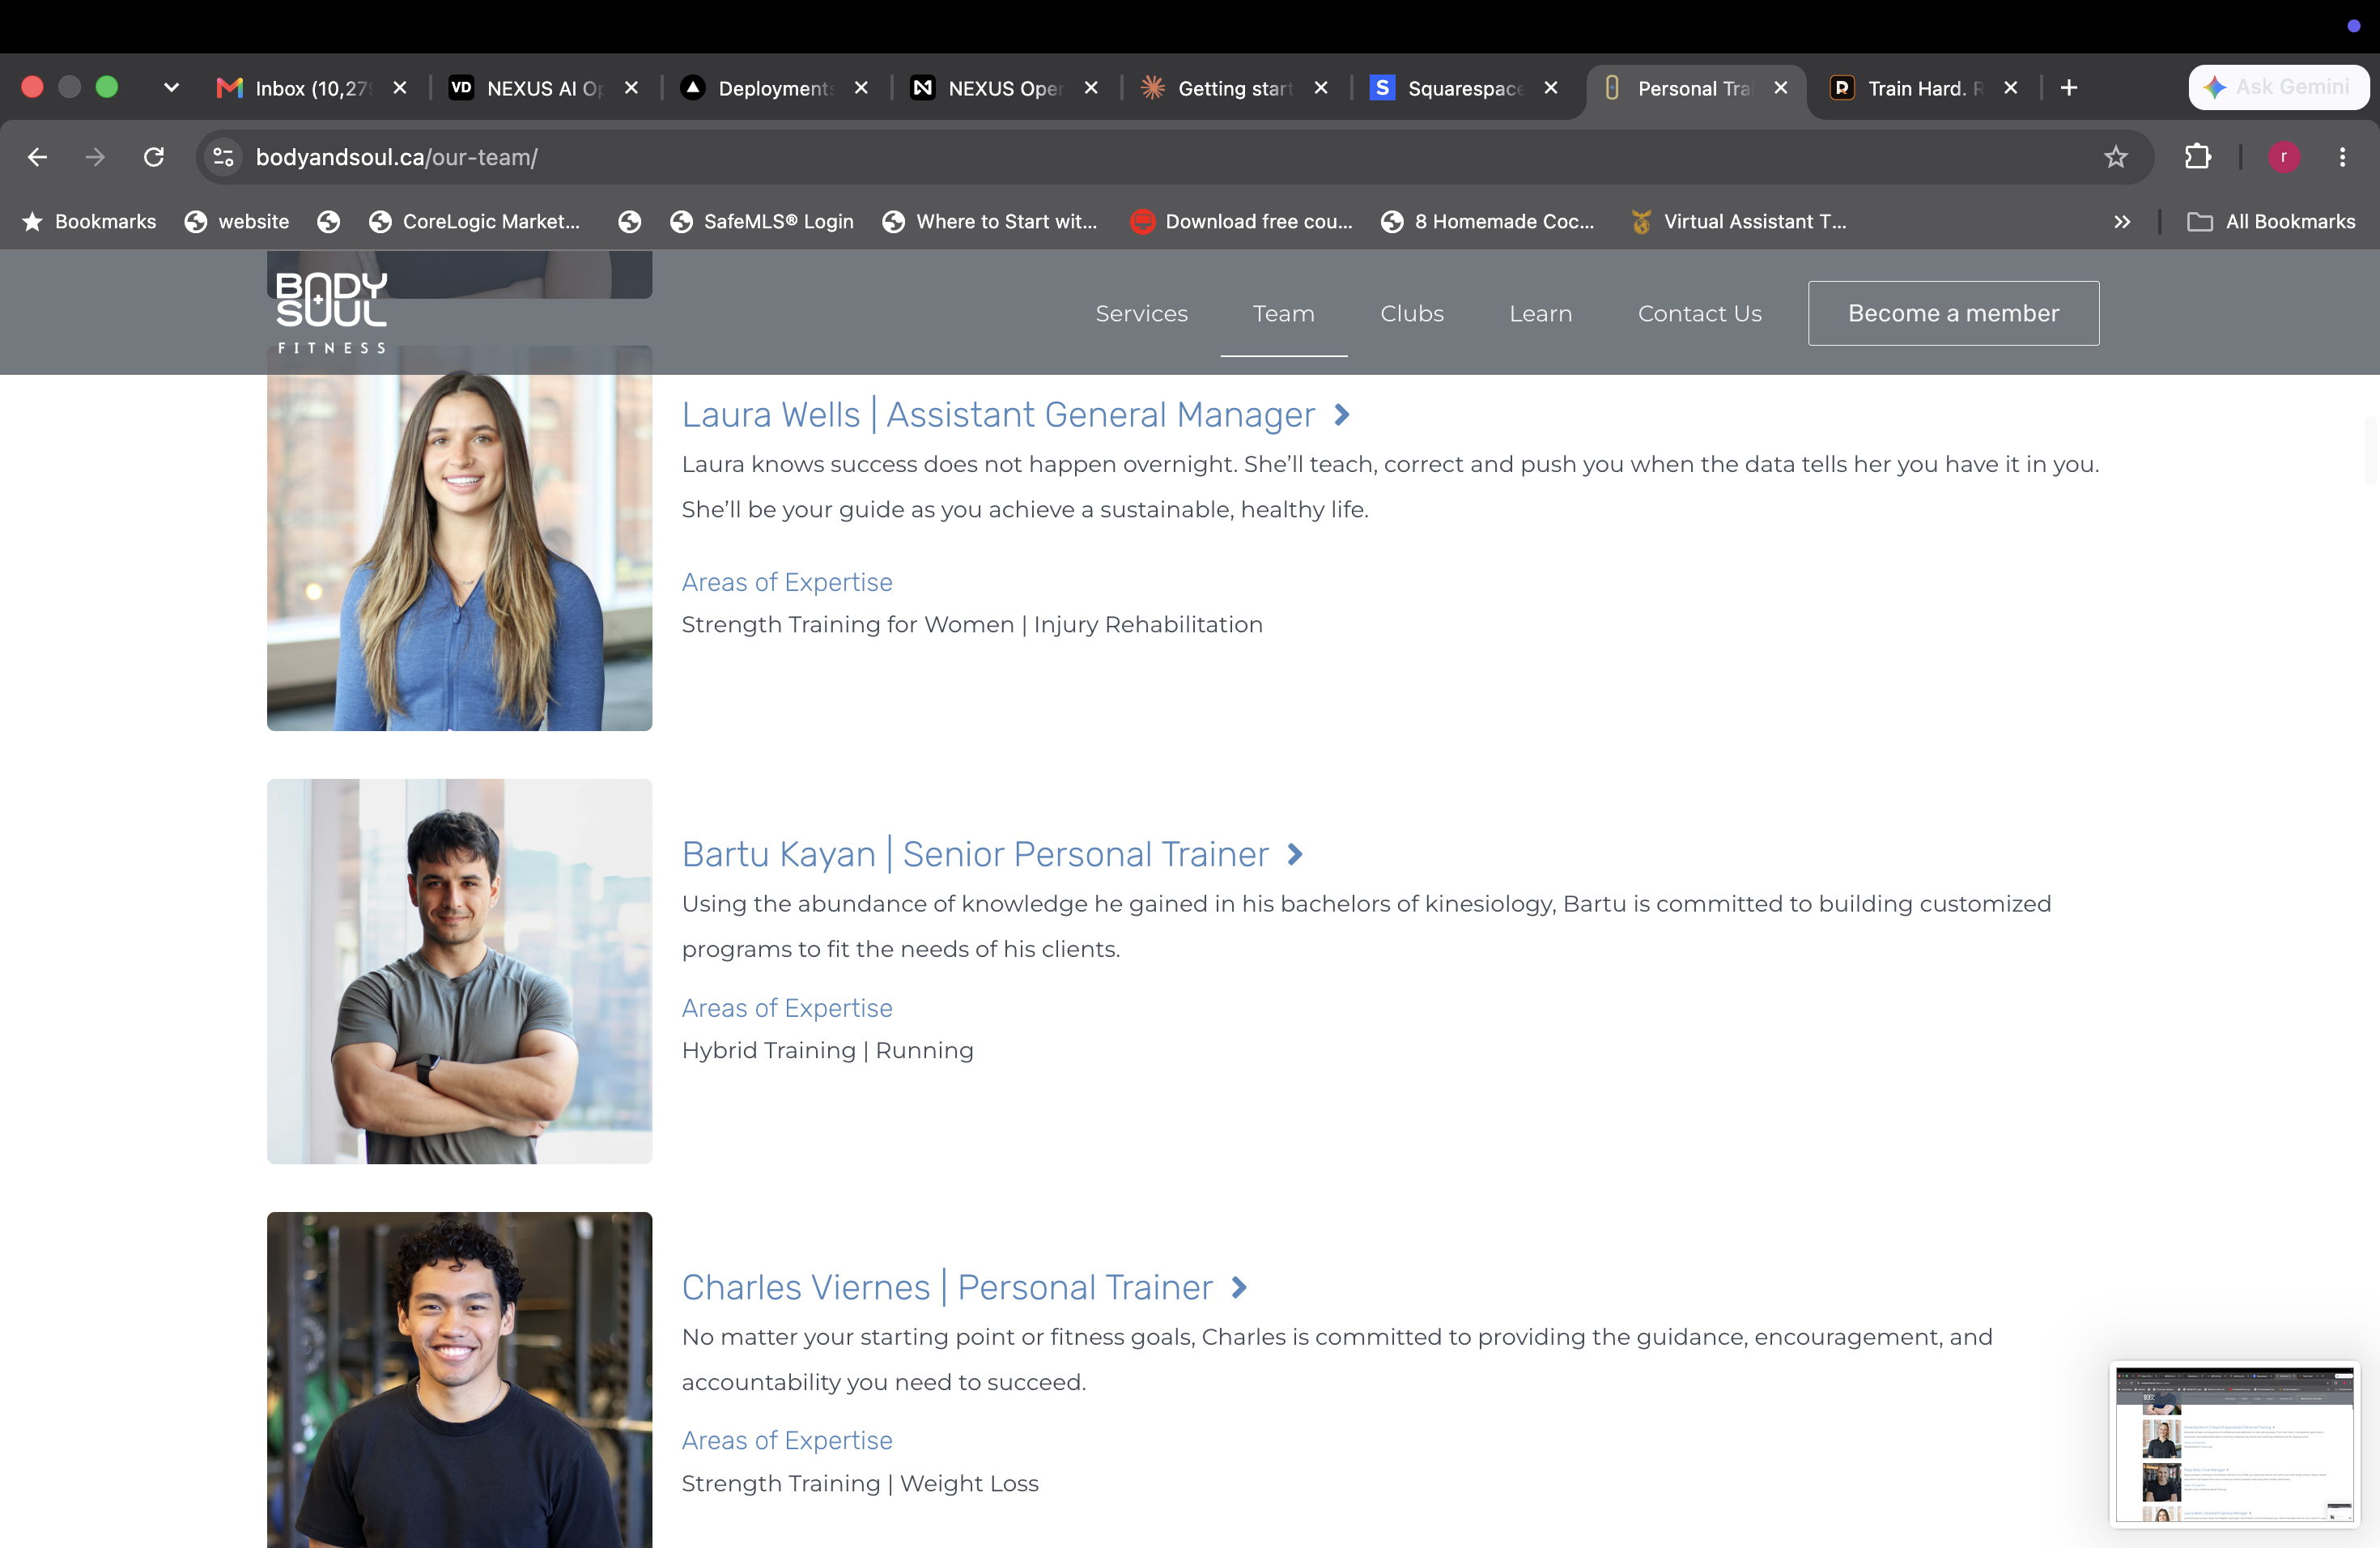 Inbox (10,279
NEXUS AI Op
Deployments
NEXUS Oper
Getting start
Squarespace
Personal Trai
Train Hard. R
Ask Gemini
bodyandsoul.ca/our-team/
r
Bookmarks
website
CoreLogic Market...
SafeMLS® Login
Where to Start wit...
Download free cou...
8 Homemade Coc...
Virtual Assistant T...
All Bookmarks
BODY
SOUL
FITNESS
Services
Team
Clubs
Learn
Contact Us
Become a member
Laura Wells | Assistant General Manager
Laura knows success does not happen overnight. She’ll teach, correct and push you when the data tells her you have it in you.
She’ll be your guide as you achieve a sustainable, healthy life.
Areas of Expertise
Strength Training for Women | Injury Rehabilitation
Bartu Kayan | Senior Personal Trainer
Using the abundance of knowledge he gained in his bachelors of kinesiology, Bartu is committed to building customized
programs to fit the needs of his clients.
Areas of Expertise
Hybrid Training | Running
Charles Viernes | Personal Trainer
No matter your starting point or fitness goals, Charles is committed to providing the guidance, encouragement, and
accountability you need to succeed.
Areas of Expertise
Strength Training | Weight Loss